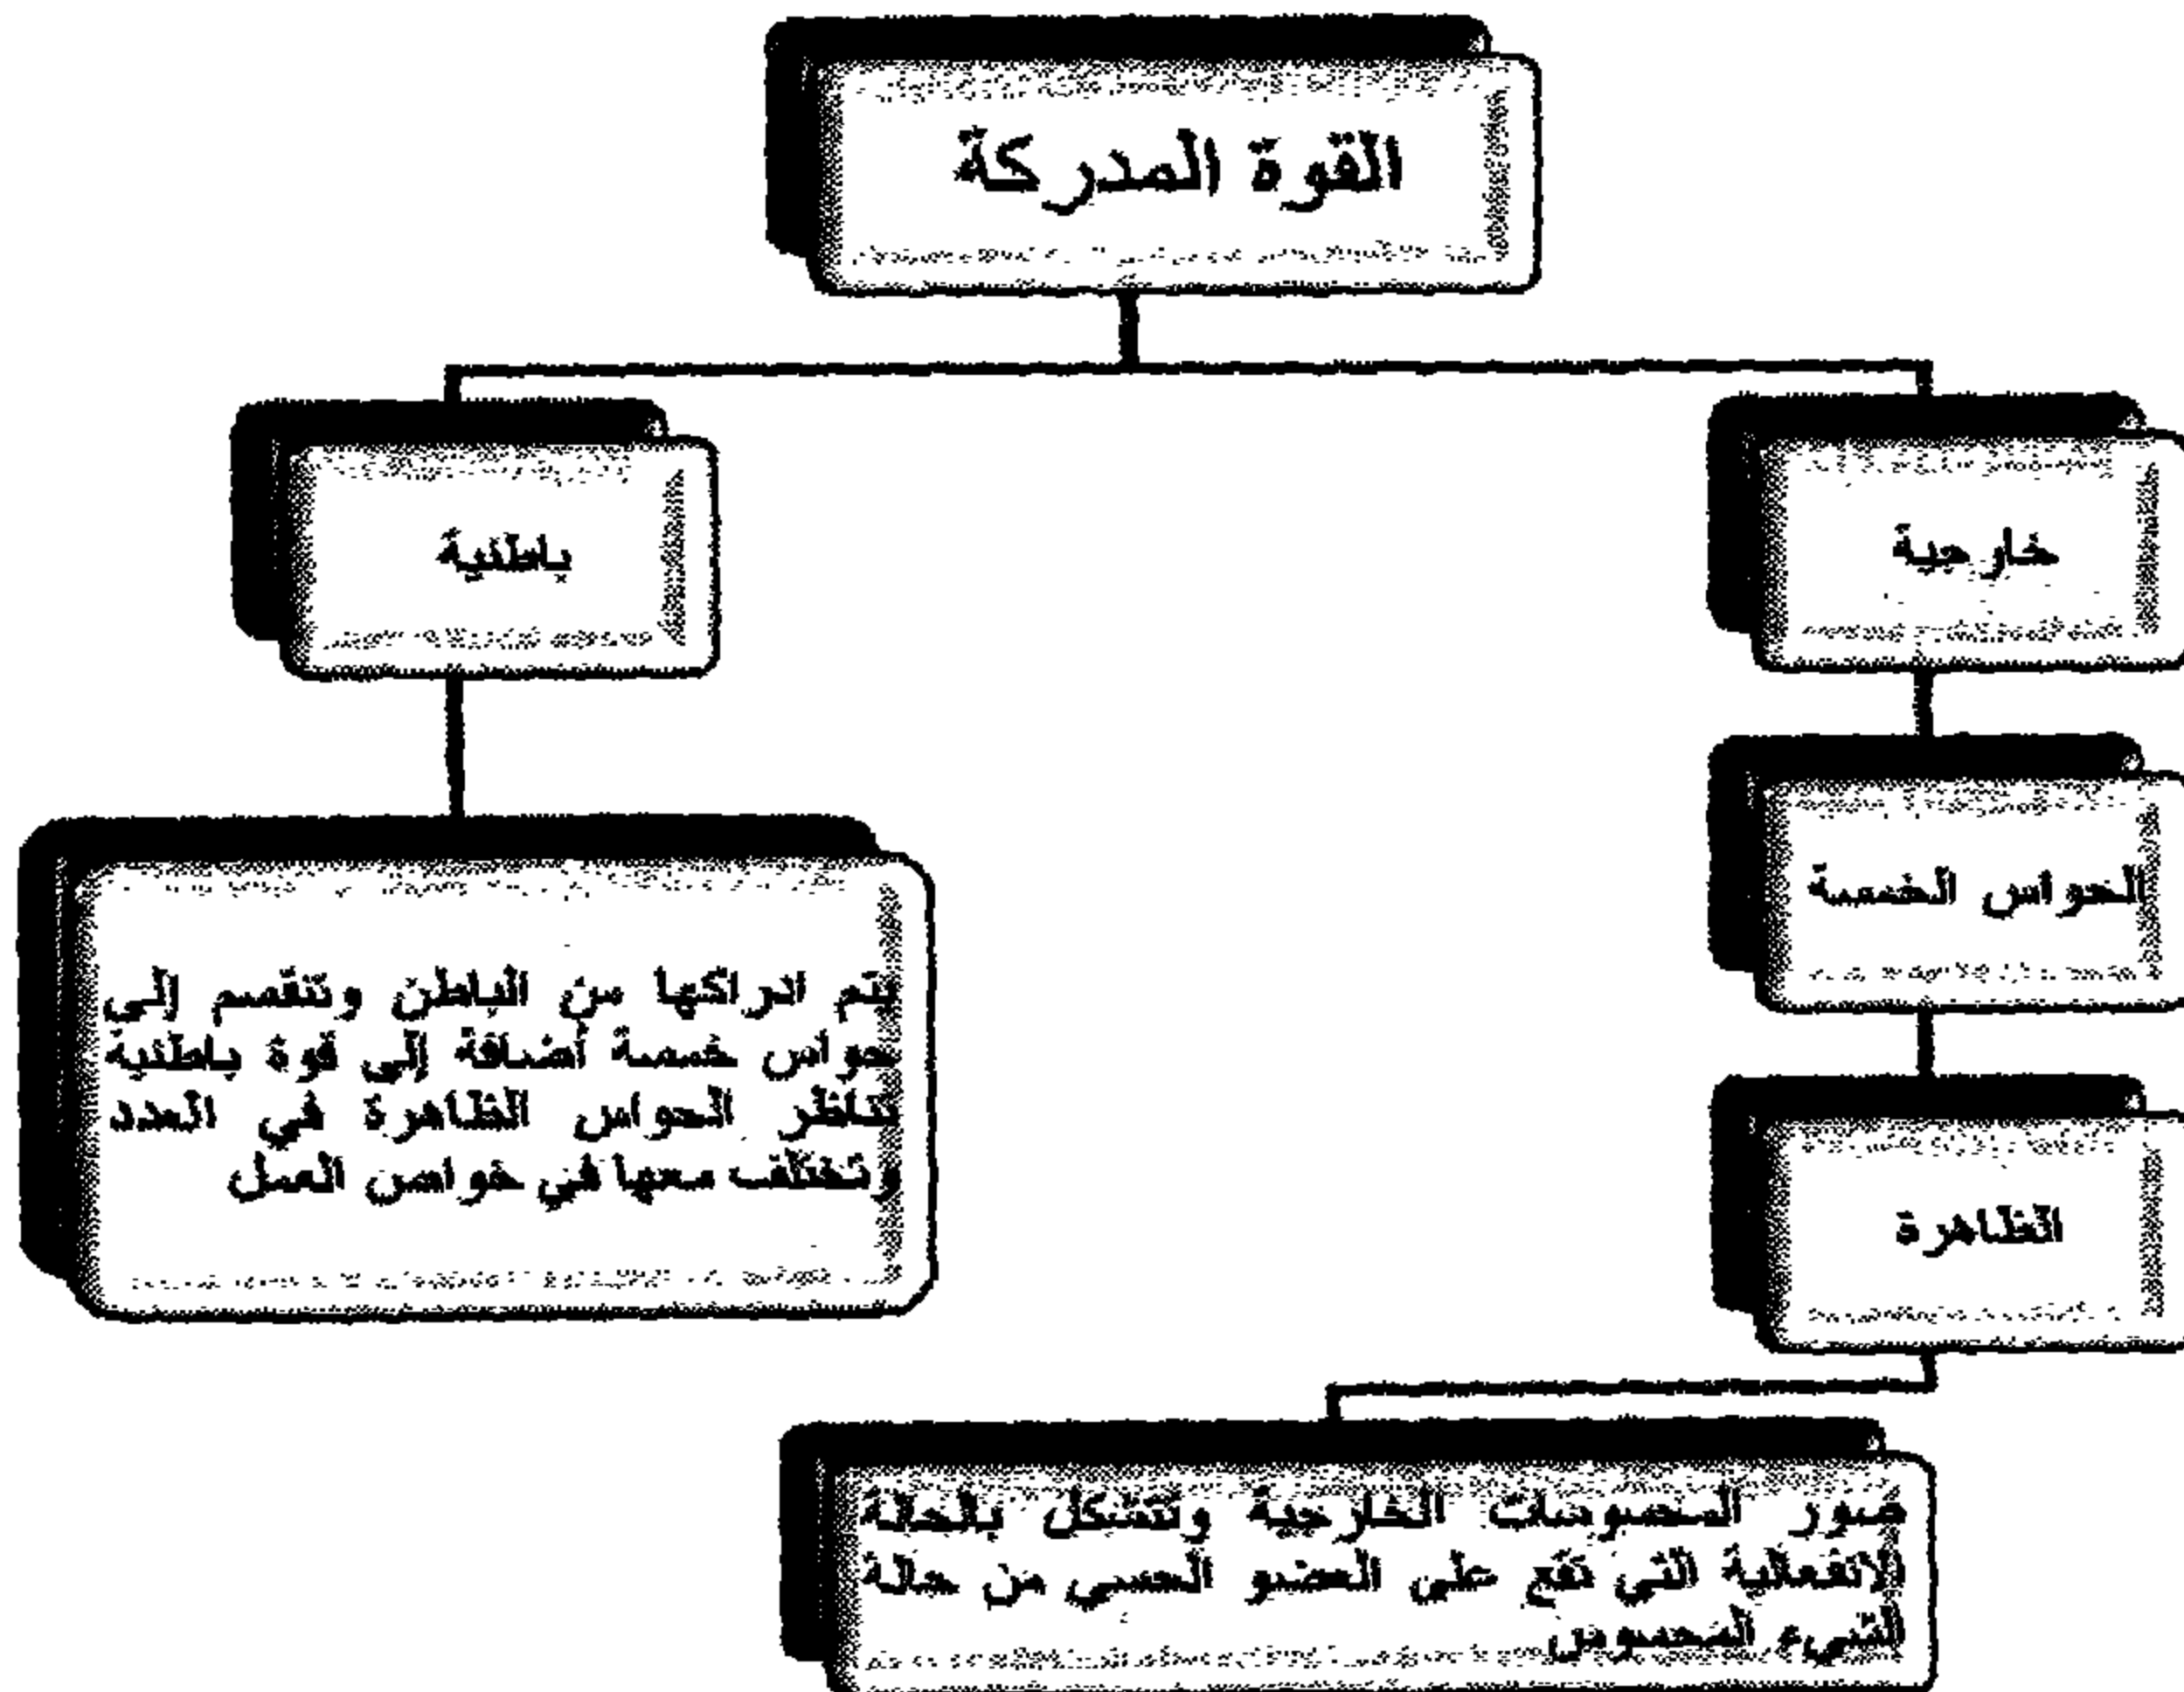 القوة المدركة
خارجية
باطنية
الحواس الخمسة
الظاهرة
يتم ادراكها من الباطن وتنقسم إلى
حواس خمسة أضافة إلى قوة باطنية
تناظر الحواس الظاهرة في العدد
وتختلف معها في خواص العمل
صور المحسوسات الخارجية وتتشكل بالحالة
الانفعالية التي تقع على العضو الحسي من حالة
الشيء المحسوس